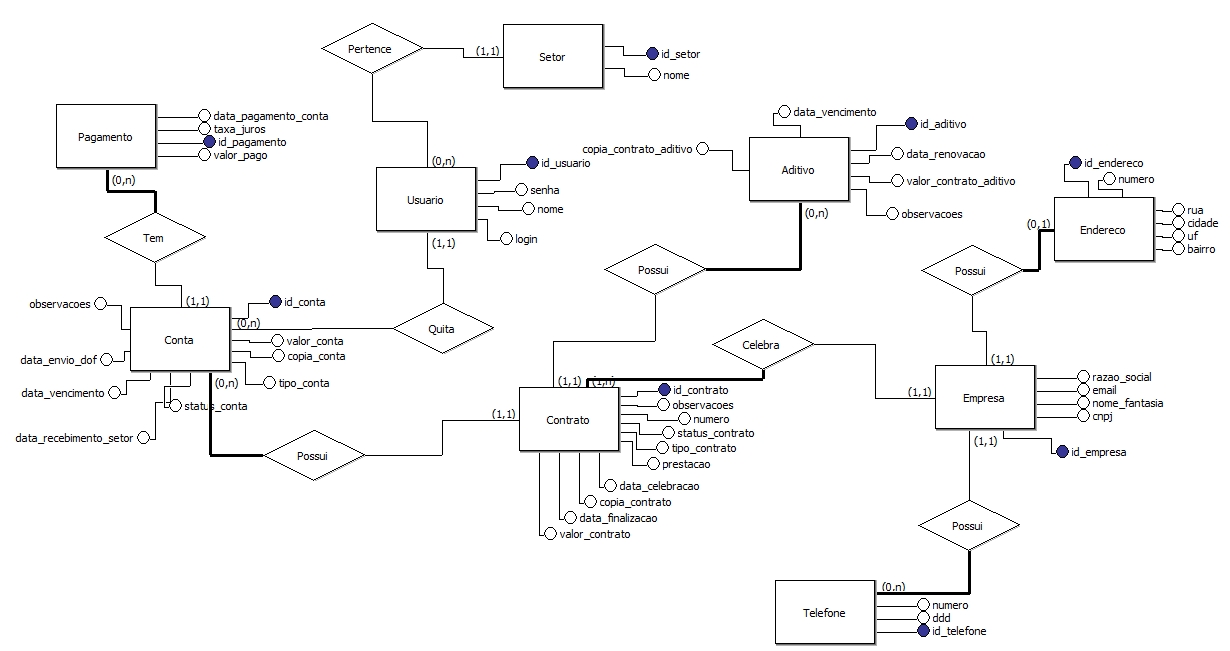 Pertence
(1,1)
Setor
id_setor
nome
Pagamento
data_pagamento_conta
taxa_juros
id_pagamento
valor_pago
(0,n)
Tem
(0,n)
Usuario
id_usuario
senha
nome
login
(1,1)
data_vencimento
copia_contrato_aditivo
Aditivo
id_aditivo
data_renovacao
valor_contrato_aditivo
observacoes
(0,n)
id_endereco
numero
Endereco
rua
cidade
uf
bairro
(0,1)
Possui
Possui
(1,1)
observacoes
id_conta
(0,n)
Conta
valor_conta
copia_conta
data_envio_dof
tipo_conta
(0,n)
data_vencimento
status_conta
data_recebimento_setor
Quita
Celebra
(1,1)
(1,1)
(1,n)
id_contrato
observacoes
numero
Contrato
status_contrato
tipo_contrato
prestacao
data_celebracao
copia_contrato
data_finalizacao
valor_contrato
(1,1)
Possui
(1,1)
Empresa
razao_social
email
nome_fantasia
cnpj
(1,1)
id_empresa
Possui
(0,n)
Telefone
numero
ddd
id_telefone